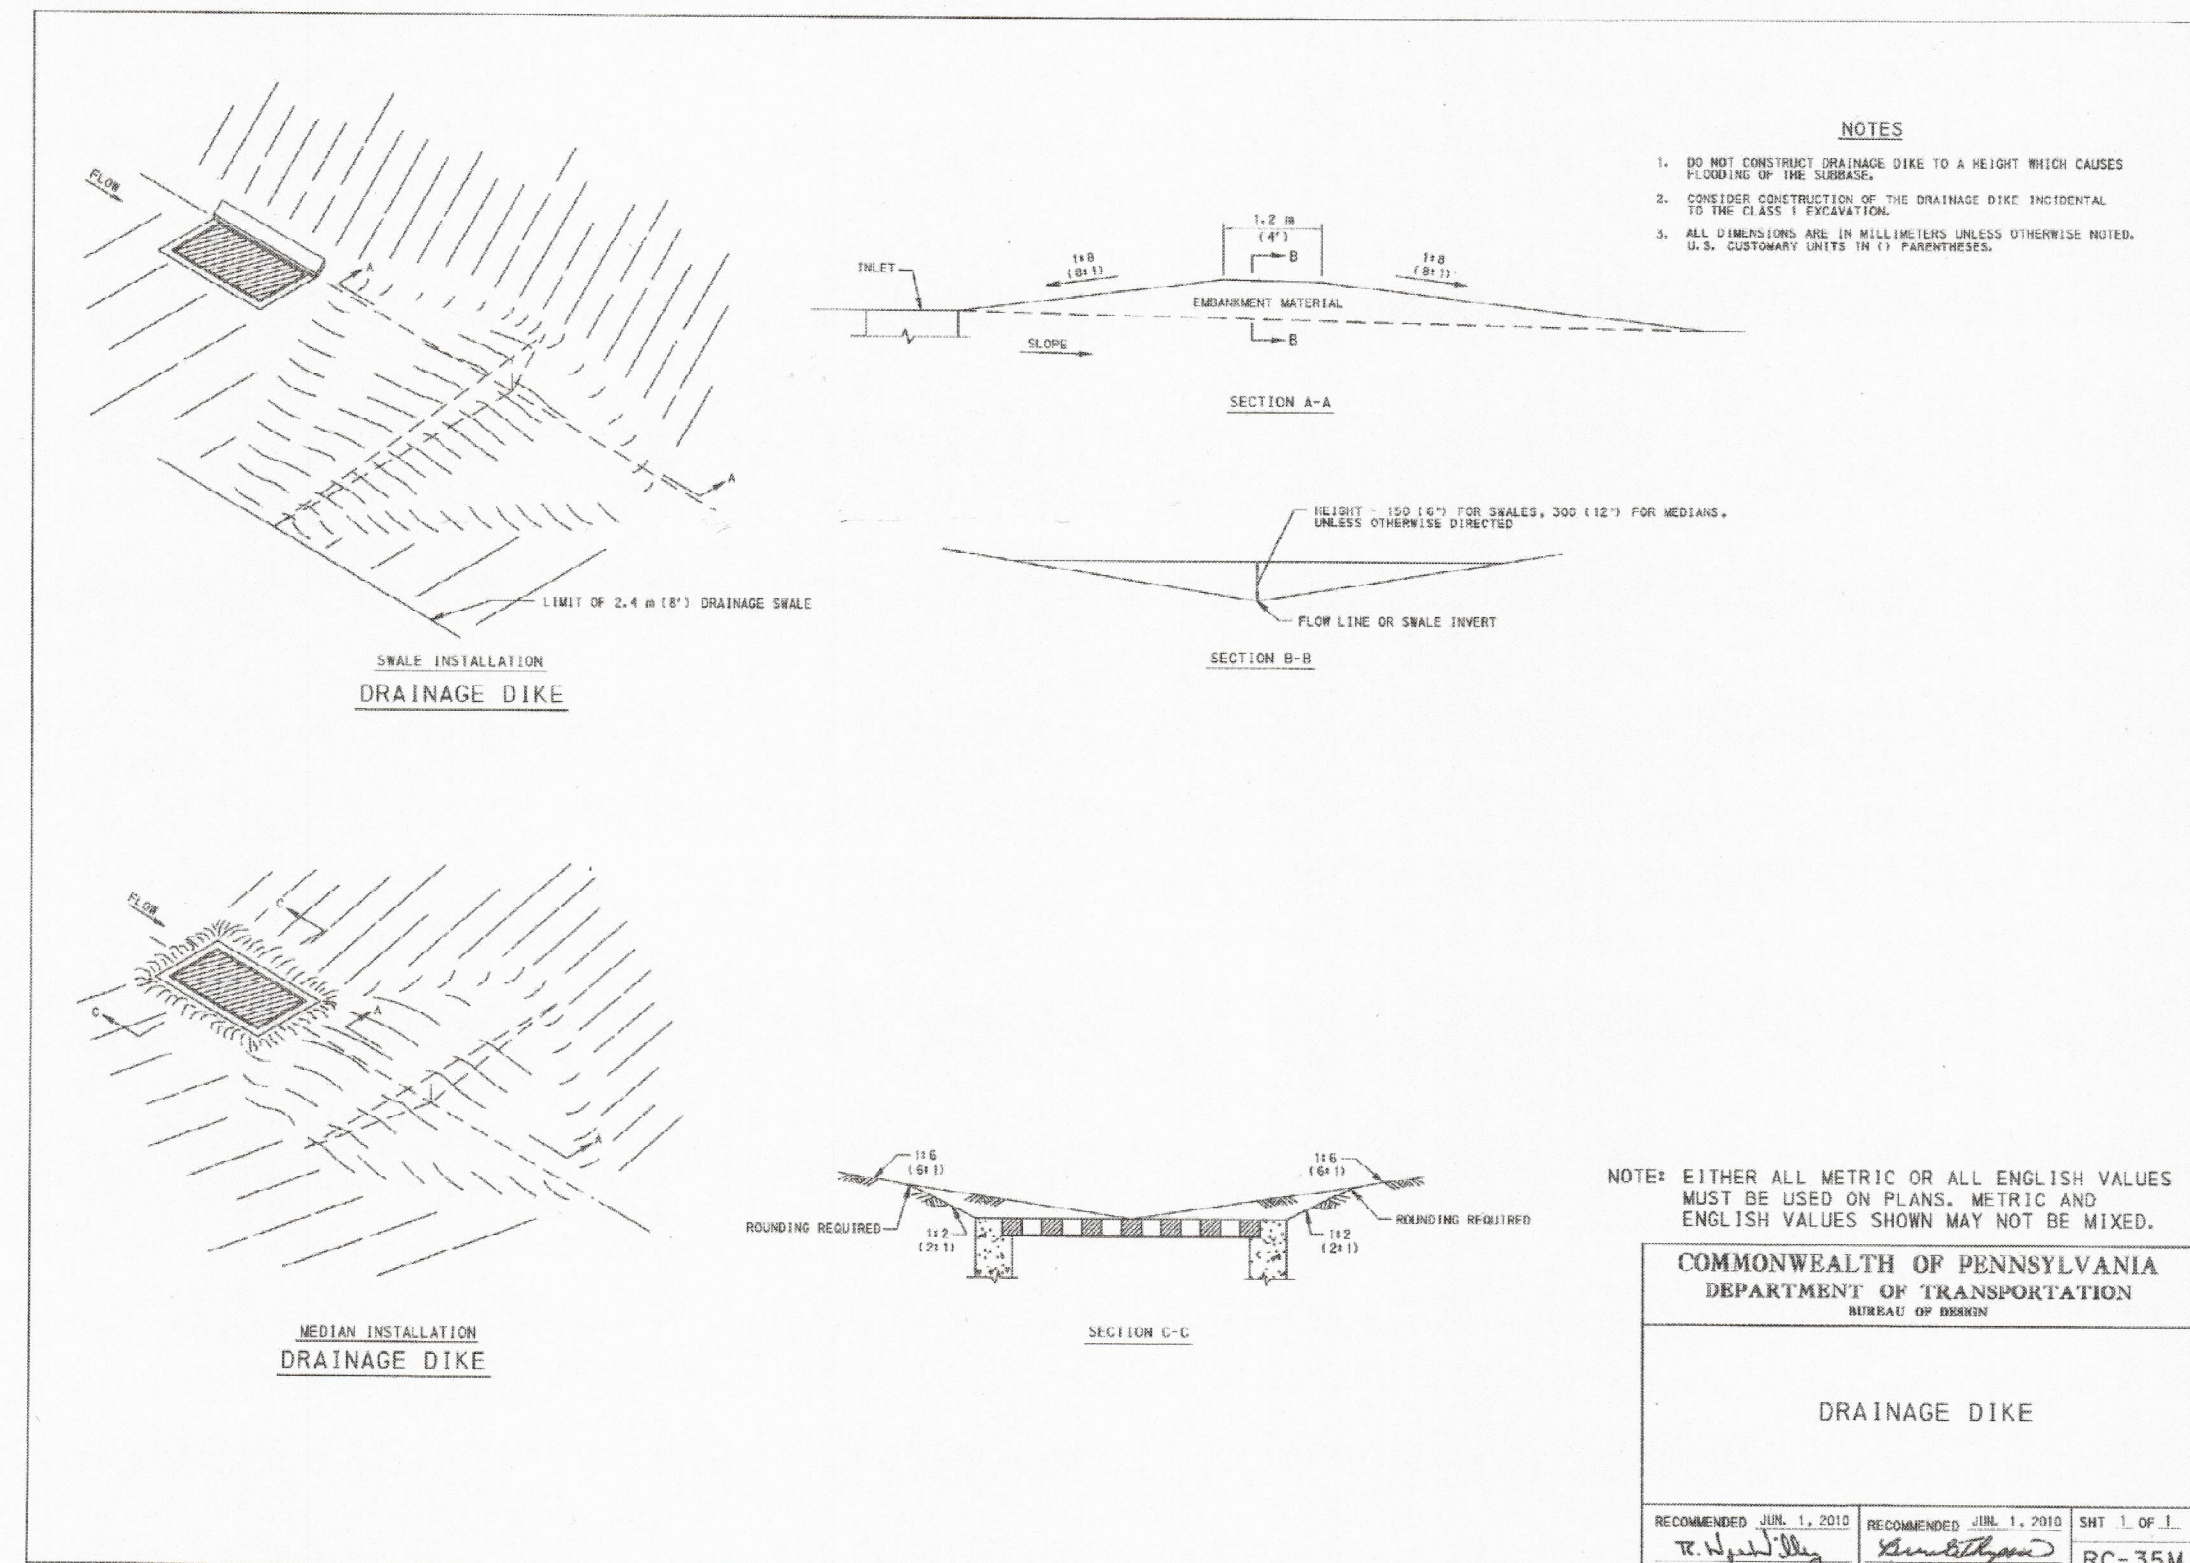 NOTES
1. DO NOT CONSTRUCT DRAINAGE DIKE TO A HEIGHT WHICH CAUSES
FLOODING OF THE SUBBASE.
2. CONSIDER CONSTRUCTION OF THE DRAINAGE DIKE INCIDENTAL
TO THE CLASS 1 EXCAVATION.
3. ALL DIMENSIONS ARE IN MILLIMETERS UNLESS OTHERWISE NOTED.
U.S. CUSTOMARY UNITS IN () PARENTHESES.
FLOW
A
A
LIMIT OF 2.4 m (8') DRAINAGE SWALE
SWALE INSTALLATION
DRAINAGE DIKE
1.2 m
(4')
B
1:8
(8:1)
1:8
(8:1)
INLET
EMBANKMENT MATERIAL
B
SLOPE
SECTION A-A
HEIGHT - 150 (6") FOR SWALES, 300 (12") FOR MEDIANS,
UNLESS OTHERWISE DIRECTED
FLOW LINE OR SWALE INVERT
SECTION B-B
FLOW
C
C
A
A
MEDIAN INSTALLATION
DRAINAGE DIKE
1:6
(6:1)
1:6
(6:1)
ROUNDING REQUIRED
ROUNDING REQUIRED
1:2
(2:1)
1:2
(2:1)
SECTION C-C
NOTE: EITHER ALL METRIC OR ALL ENGLISH VALUES
MUST BE USED ON PLANS. METRIC AND
ENGLISH VALUES SHOWN MAY NOT BE MIXED.
COMMONWEALTH OF PENNSYLVANIA
DEPARTMENT OF TRANSPORTATION
BUREAU OF DESIGN
DRAINAGE DIKE
RECOMMENDED JUN. 1, 2010
RECOMMENDED JUN. 1, 2010
SHT 1 OF 1
RC-35M